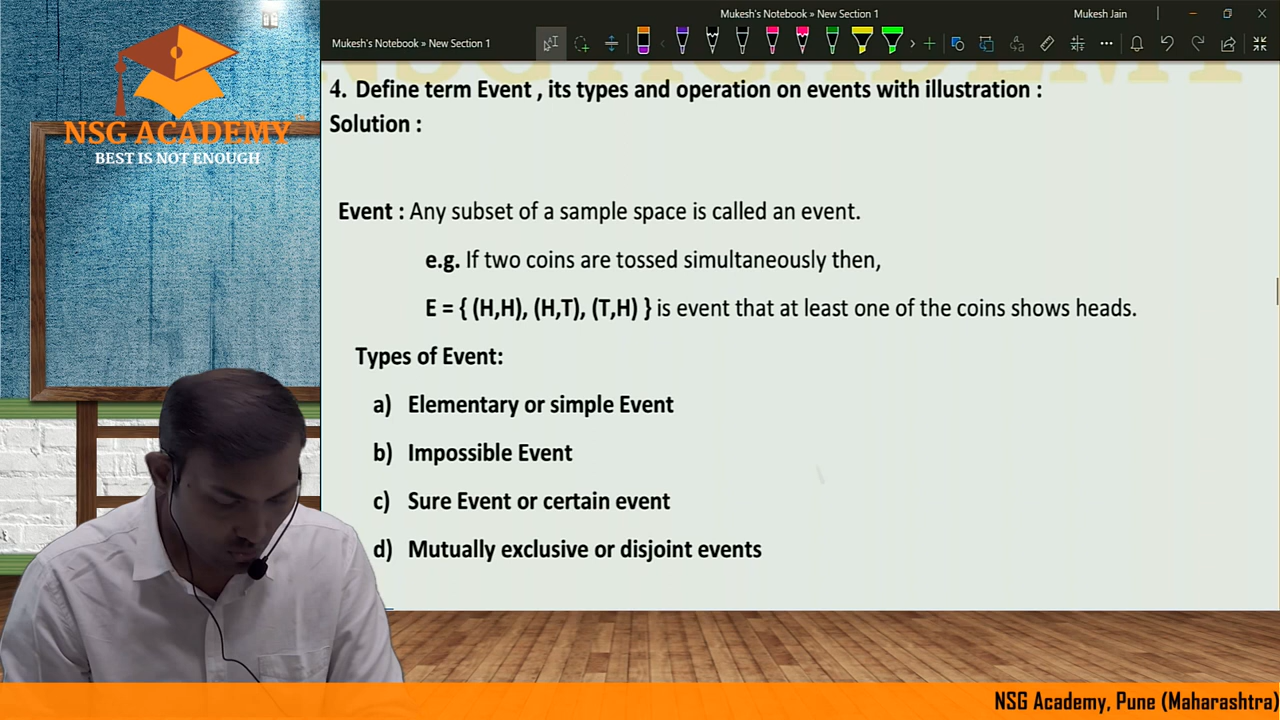 Mukesh's Notebook » New Section 1
Mukesh Jain
Mukesh's Notebook » New Section 1
NSG ACADEMY
BEST IS NOT ENOUGH
4. Define term Event , its types and operation on events with illustration :
Solution :
Event : Any subset of a sample space is called an event.
e.g. If two coins are tossed simultaneously then,
E = { (H,H), (H,T), (T,H) } is event that at least one of the coins shows heads.
Types of Event:
a) Elementary or simple Event
b) Impossible Event
c) Sure Event or certain event
d) Mutually exclusive or disjoint events
NSG Academy, Pune (Maharashtra)